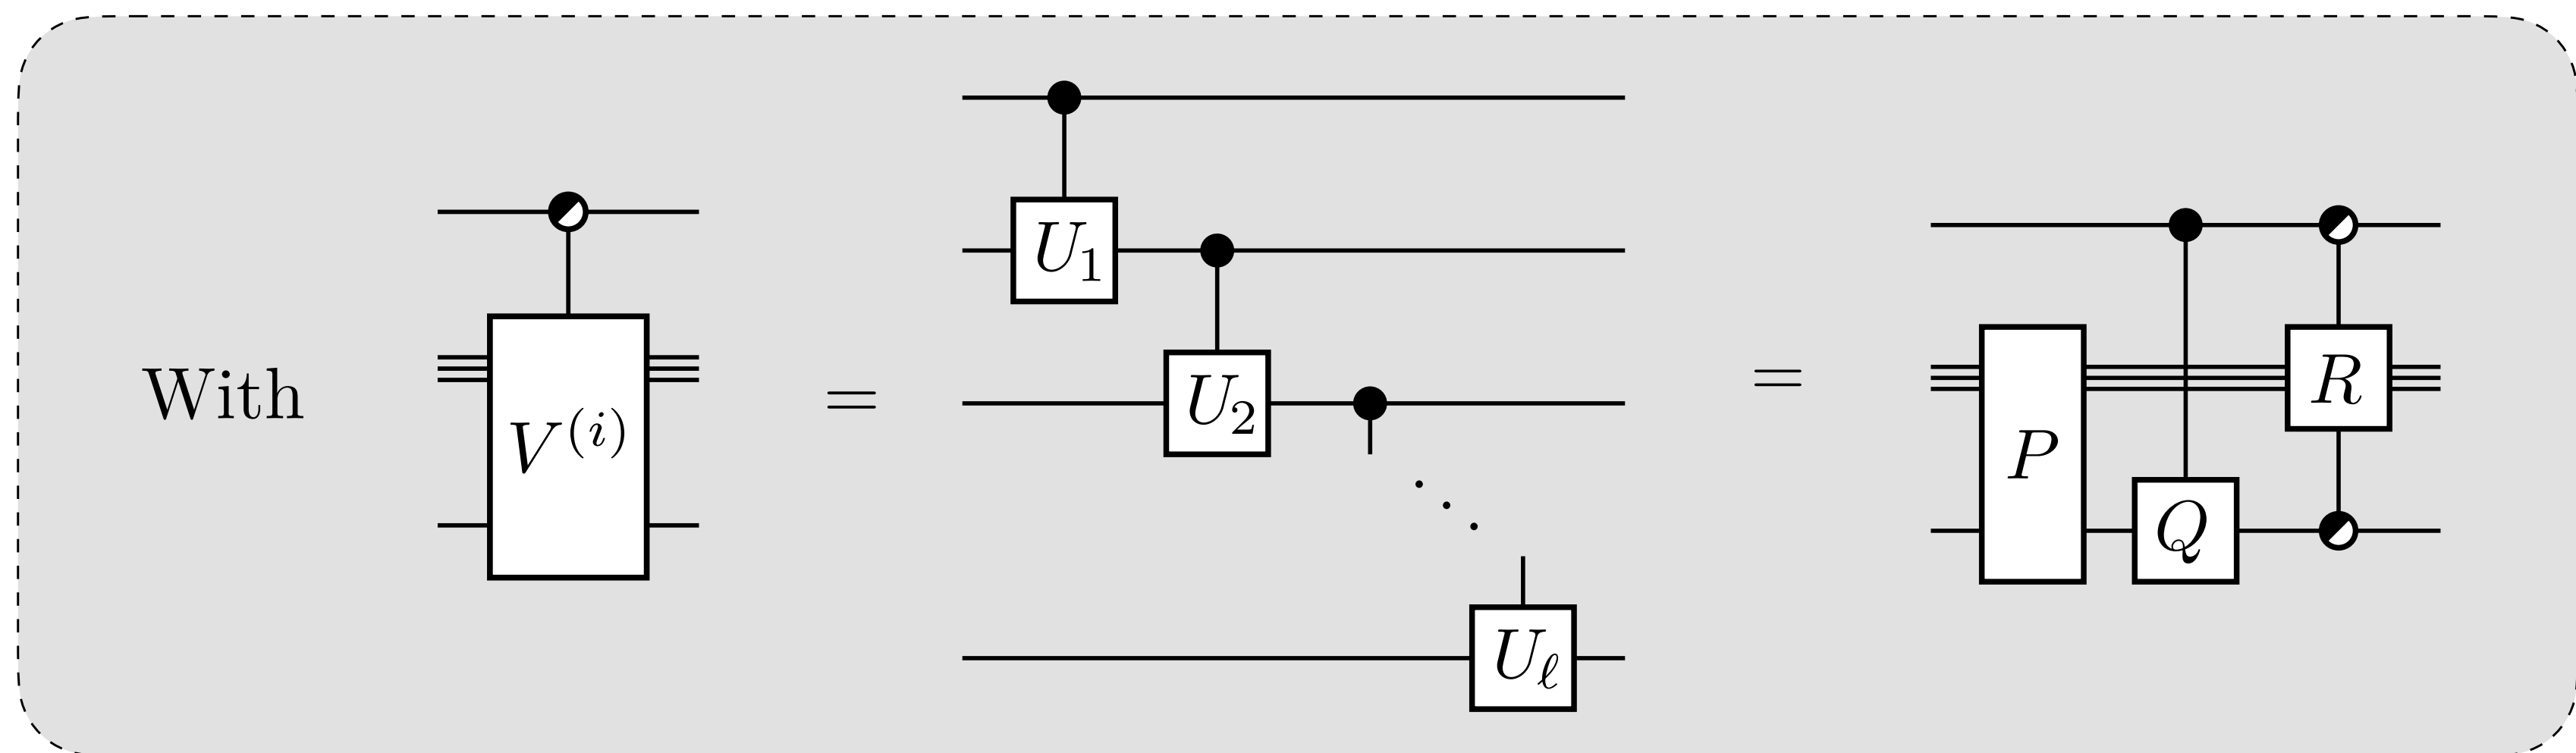 With
V^{(i)}
=
U_1
U_2
U_ℓ
=
P
Q
R